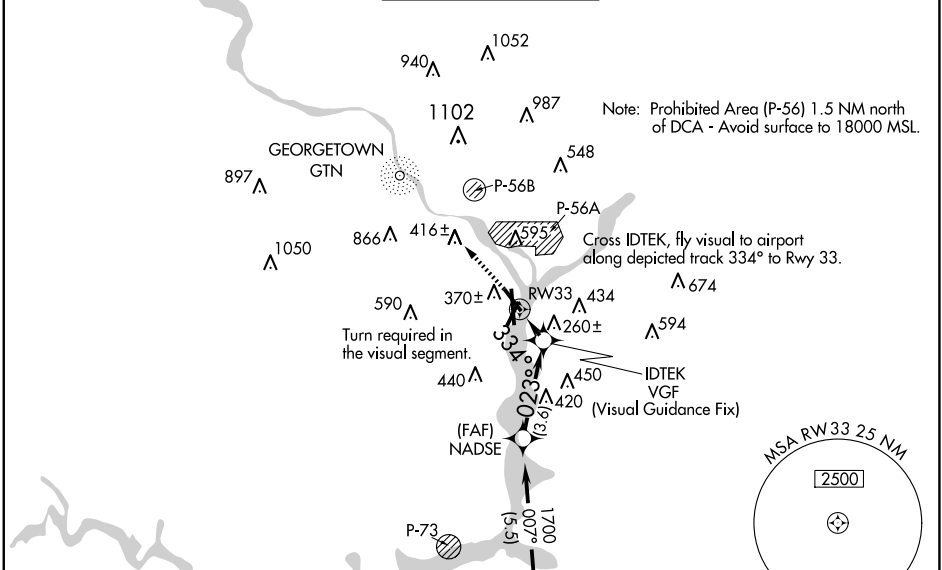 1052
940
1102
987
Note: Prohibited Area (P-56) 1.5 NM north
of DCA - Avoid surface to 18000 MSL.
GEORGETOWN
GTN
548
897
P-56B
P-56A
866
416±
595
Cross IDTEK, fly visual to airport
along depicted track 334° to Rwy 33.
1050
674
370±
RW33
434
590
260±
594
Turn required in
the visual segment.
334°
440
450
IDTEK
VGF
(Visual Guidance Fix)
023°
(3.6)
420
(FAF)
NADSE
MSA RW33 25 NM
2500
1700
007°
(5.5)
P-73